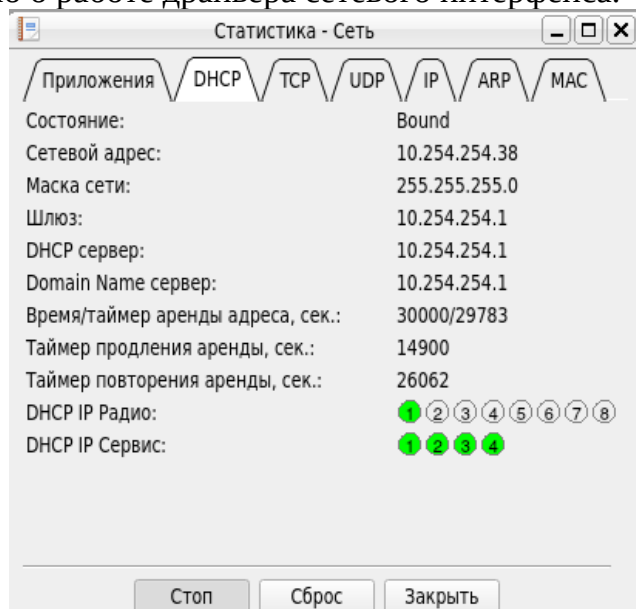 о работе драйвера сетевого интерфейса.
Статистика - Сеть
Приложения DHCP TCP UDP IP ARP MAC
Состояние: Bound
Сетевой адрес: 10.254.254.38
Маска сети: 255.255.255.0
Шлюз: 10.254.254.1
DHCP сервер: 10.254.254.1
Domain Name сервер: 10.254.254.1
Время/таймер аренды адреса, сек.: 30000/29783
Таймер продления аренды, сек.: 14900
Таймер повторения аренды, сек.: 26062
DHCP IP Радио: 1 2 3 4 5 6 7 8
DHCP IP Сервис: 1 2 3 4
Стоп Сброс Закрыть